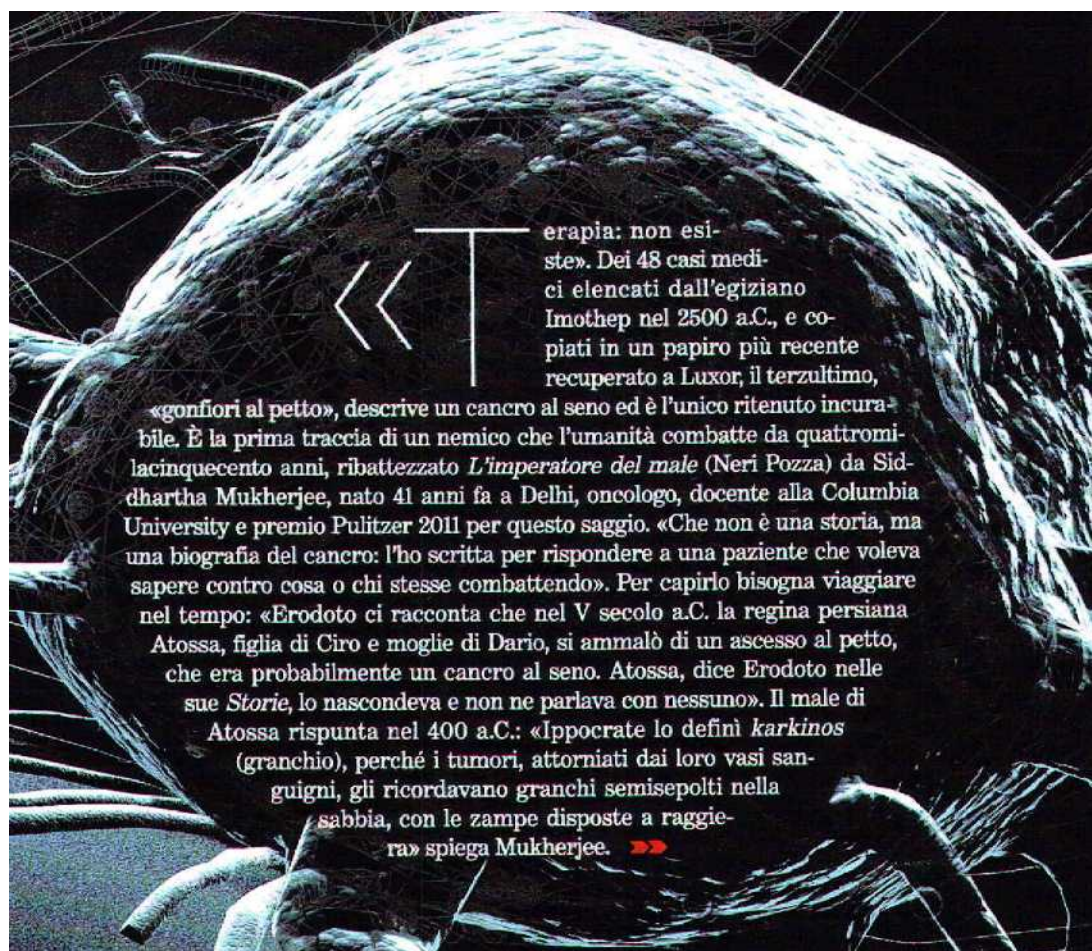 «Terapia: non esi-
ste». Dei 48 casi medi-
ci elencati dall'egiziano
Imothep nel 2500 a.C., e co-
piati in un papiro più recente
recuperato a Luxor, il terzultimo,
«gonfiori al petto», descrive un cancro al seno ed è l'unico ritenuto incura-
bile. È la prima traccia di un nemico che l'umanità combatte da quattromi-
lacinquecento anni, ribattezzato L'imperatore del male (Neri Pozza) da Sid-
dhartha Mukherjee, nato 41 anni fa a Delhi, oncologo, docente alla Columbia
University e premio Pulitzer 2011 per questo saggio. «Che non è una storia, ma
una biografia del cancro: l'ho scritta per rispondere a una paziente che voleva
sapere contro cosa o chi stesse combattendo». Per capirlo bisogna viaggiare
nel tempo: «Erodoto ci racconta che nel V secolo a.C. la regina persiana
Atossa, figlia di Ciro e moglie di Dario, si ammalò di un ascesso al petto,
che era probabilmente un cancro al seno. Atossa, dice Erodoto nelle
sue Storie, lo nascondeva e non ne parlava con nessuno». Il male di
Atossa rispunta nel 400 a.C.: «Ippocrate lo definì karkinos
(granchio), perché i tumori, attorniati dai loro vasi san-
guigni, gli ricordavano granchi semisepolti nella
sabbia, con le zampe disposte a raggie-
ra» spiega Mukherjee.